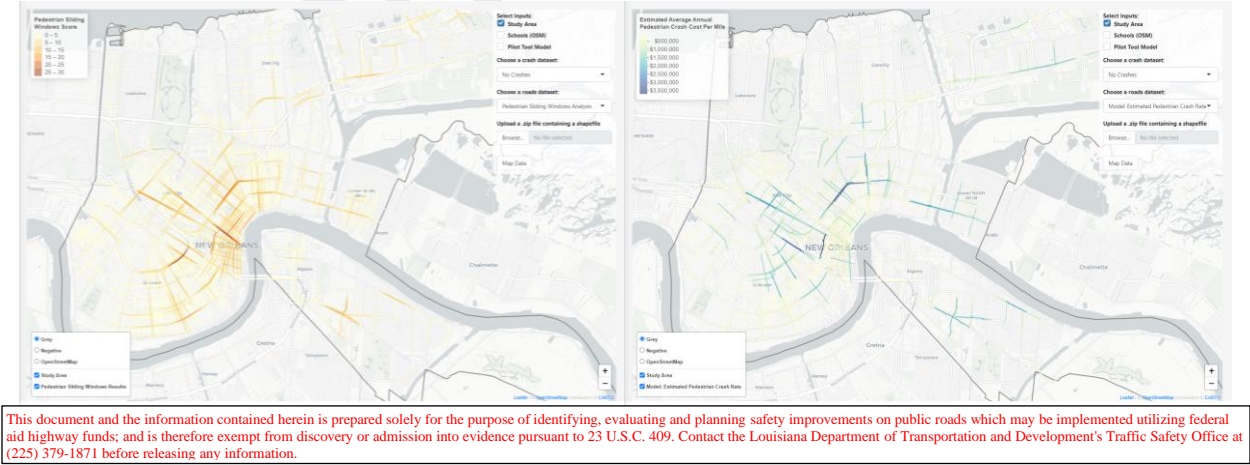 Pedestrian Sliding
Windows Score
0 – 5
5 – 10
10 – 15
15 – 20
20 – 25
25 – 30
Select Inputs:
Study Area
Schools (OSM)
Pilot Tool Model
Choose a crash dataset:
No Crashes
Choose a roads dataset:
Pedestrian Sliding Windows Analysis
Upload a .zip file containing a shapefile
Browse... No file selected
Map Data
NEW ORLEANS
Chalmette
Gretna
Grey
Negative
OpenStreetMap
Study Area
Pedestrian Sliding Windows Results
+
−
Leaflet
Estimated Average Annual
Pedestrian Crash Cost Per Mile
$500,000
$1,000,000
$1,500,000
$2,000,000
$2,500,000
$3,000,000
$3,500,000
Select Inputs:
Study Area
Schools (OSM)
Pilot Tool Model
Choose a crash dataset:
No Crashes
Choose a roads dataset:
Model: Estimated Pedestrian Crash Rate
Upload a .zip file containing a shapefile
Browse... No file selected
Map Data
NEW ORLEANS
Chalmette
Gretna
Grey
Negative
OpenStreetMap
Study Area
Model: Estimated Pedestrian Crash Rate
+
−
Leaflet
This document and the information contained herein is prepared solely for the purpose of identifying, evaluating and planning safety improvements on public roads which may be implemented utilizing federal
aid highway funds; and is therefore exempt from discovery or admission into evidence pursuant to 23 U.S.C. 409. Contact the Louisiana Department of Transportation and Development's Traffic Safety Office at
(225) 379-1871 before releasing any information.